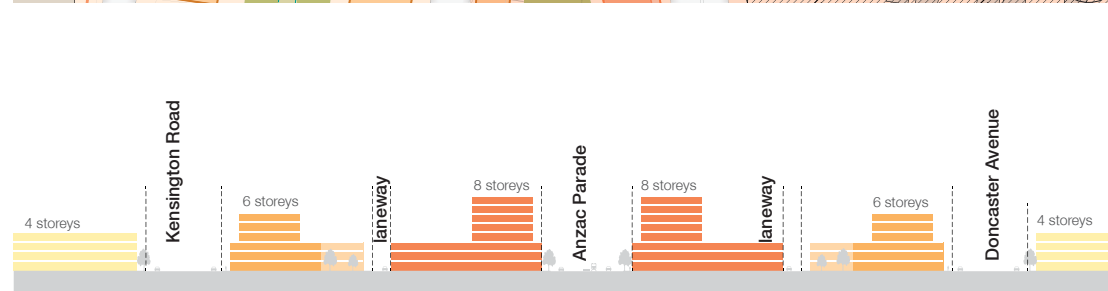 4 storeys
Kensington Road
6 storeys
laneway
8 storeys
Anzac Parade
8 storeys
laneway
6 storeys
Doncaster Avenue
4 storeys